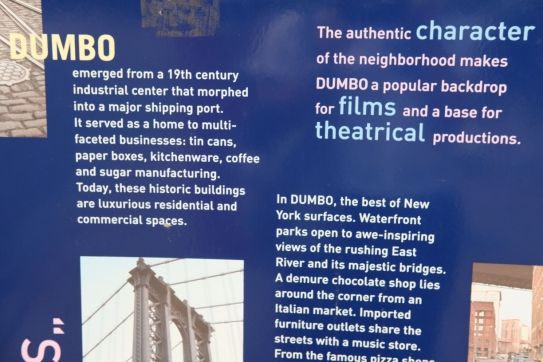 DUMBO
emerged from a 19th century
industrial center that morphed
into a major shipping port.
It served as a home to multi-
faceted businesses: tin cans,
paper boxes, kitchenware, coffee
and sugar manufacturing.
Today, these historic buildings
are luxurious residential and
commercial spaces.
The authentic character
of the neighborhood makes
DUMBO a popular backdrop
for films and a base for
theatrical productions.
In DUMBO, the best of New
York surfaces. Waterfront
parks open to awe-inspiring
views of the rushing East
River and its majestic bridges.
A demure chocolate shop lies
around the corner from an
Italian market. Imported
furniture outlets share the
streets with a music store.
From the famous pizza shops
S,"